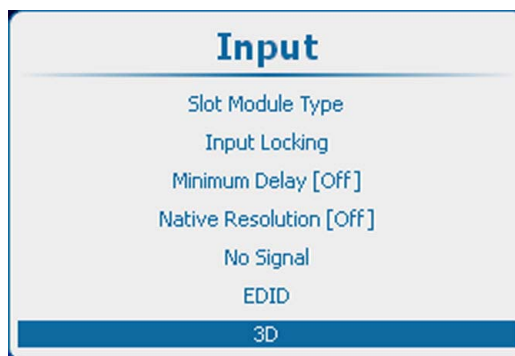 Input
Slot Module Type
Input Locking
Minimum Delay [Off]
Native Resolution [Off]
No Signal
EDID
3D